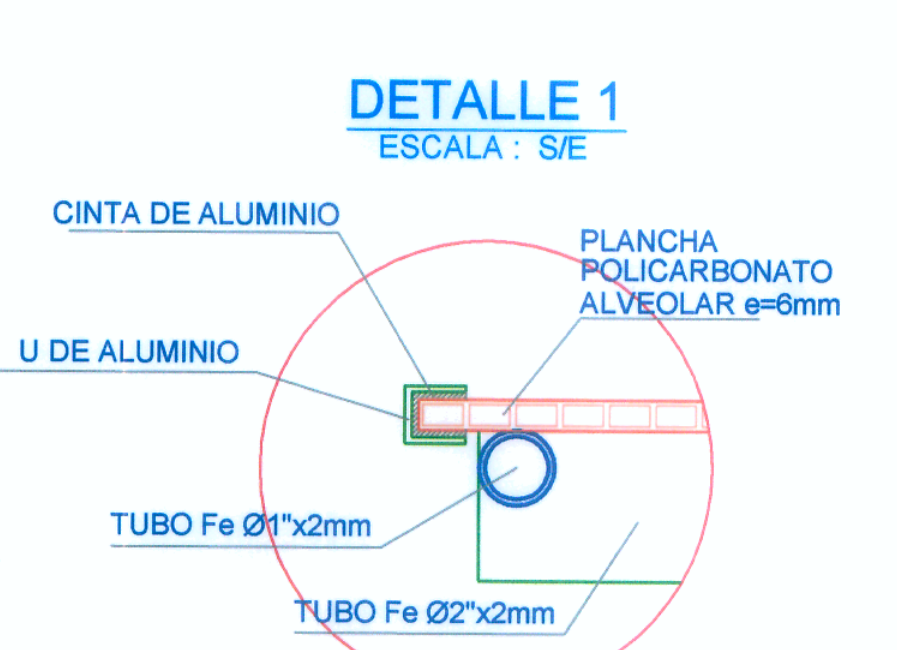 DETALLE 1
ESCALA : S/E
CINTA DE ALUMINIO
PLANCHA
POLICARBONATO
ALVEOLAR e=6mm
U DE ALUMINIO
TUBO Fe Ø1"x2mm
TUBO Fe Ø2"x2mm